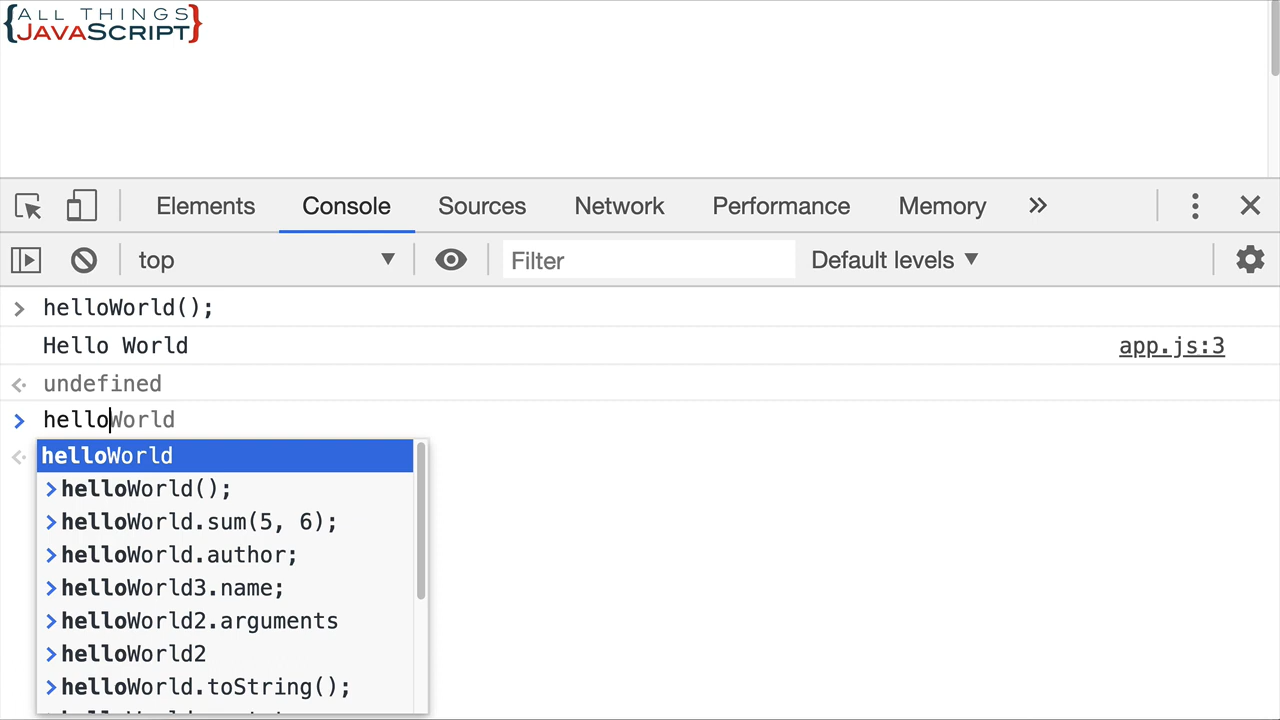 {ALL THINGS
JAVASCRIPT}
Elements Console Sources Network Performance Memory »
top Filter Default levels
> helloWorld();
Hello World app.js:3
undefined
> helloWorld
helloWorld
>helloWorld();
>helloWorld.sum(5, 6);
>helloWorld.author;
>helloWorld3.name;
>helloWorld2.arguments
>helloWorld2
>helloWorld.toString();